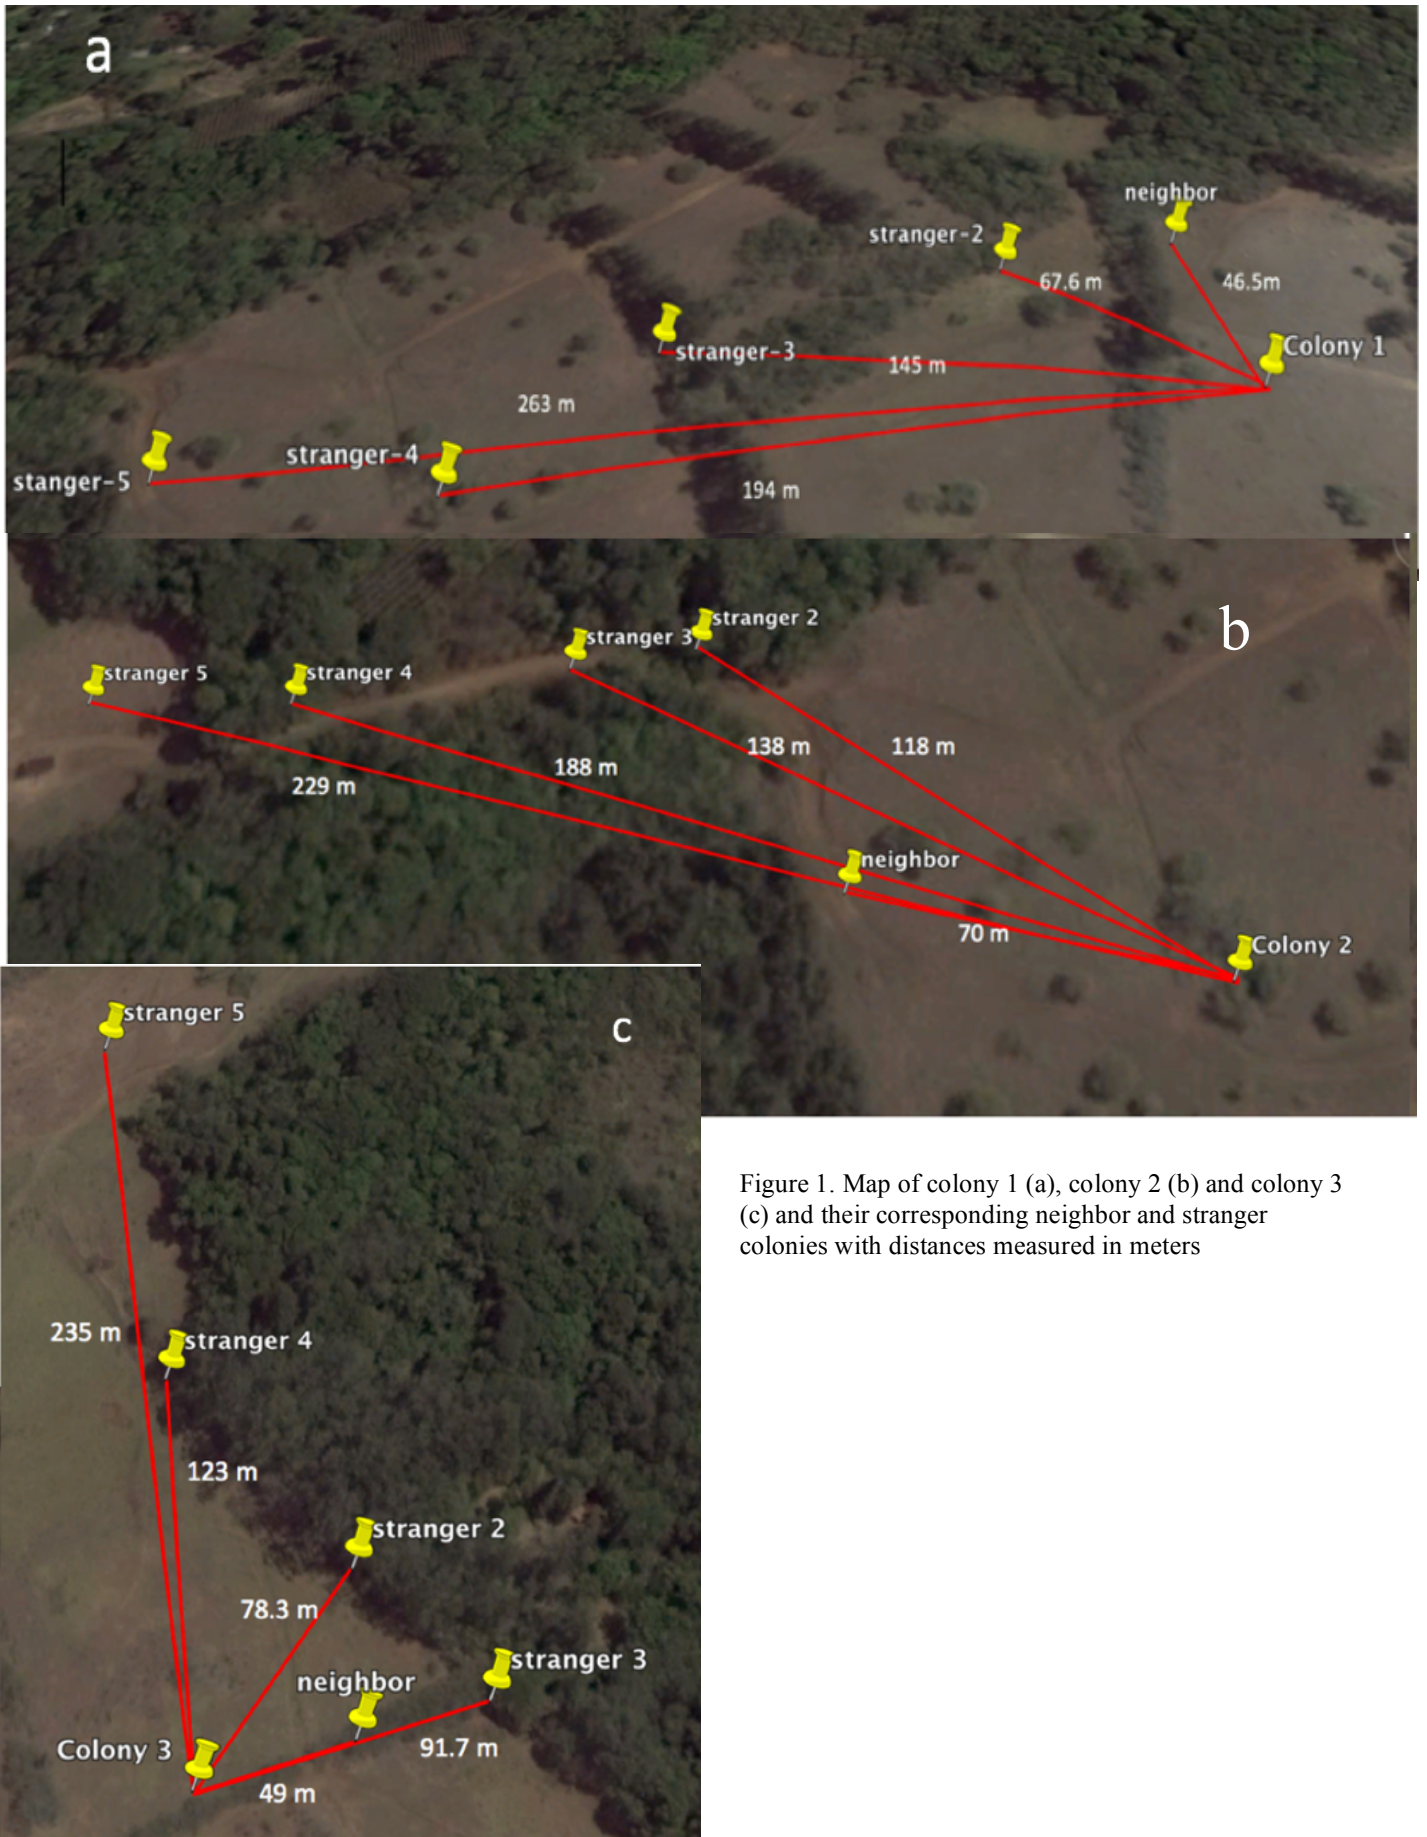 a
neighbor
stranger-2
67.6 m
46.5m
Colony 1
stranger-3
145 m
263 m
stranger-4
stanger-5
194 m
b
stranger 2
stranger 3
stranger 5
stranger 4
138 m
118 m
188 m
229 m
neighbor
70 m
Colony 2
c
stranger 5
235 m
stranger 4
123 m
stranger 2
78.3 m
stranger 3
neighbor
91.7 m
Colony 3
49 m
Figure 1. Map of colony 1 (a), colony 2 (b) and colony 3
(c) and their corresponding neighbor and stranger
colonies with distances measured in meters